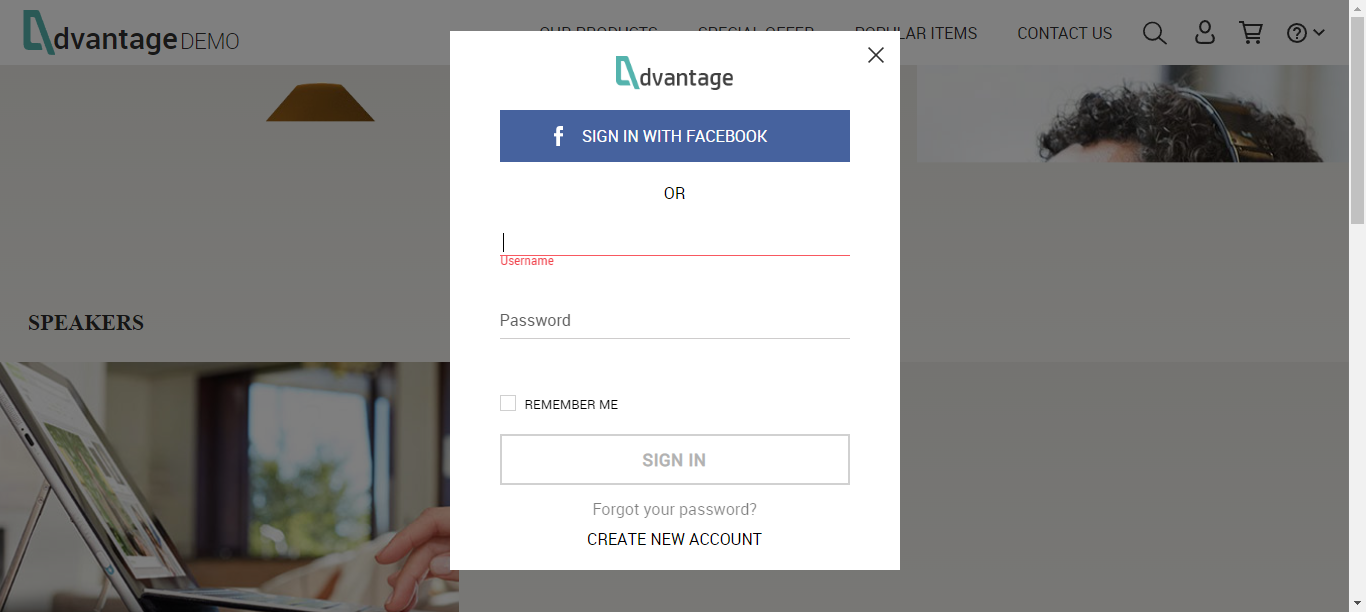 dvantage DEMO
OUR PRODUCTS
SPECIAL OFFER
POPULAR ITEMS
CONTACT US
dvantage
f SIGN IN WITH FACEBOOK
OR
Username
Password
REMEMBER ME
SIGN IN
Forgot your password?
CREATE NEW ACCOUNT
SPEAKERS